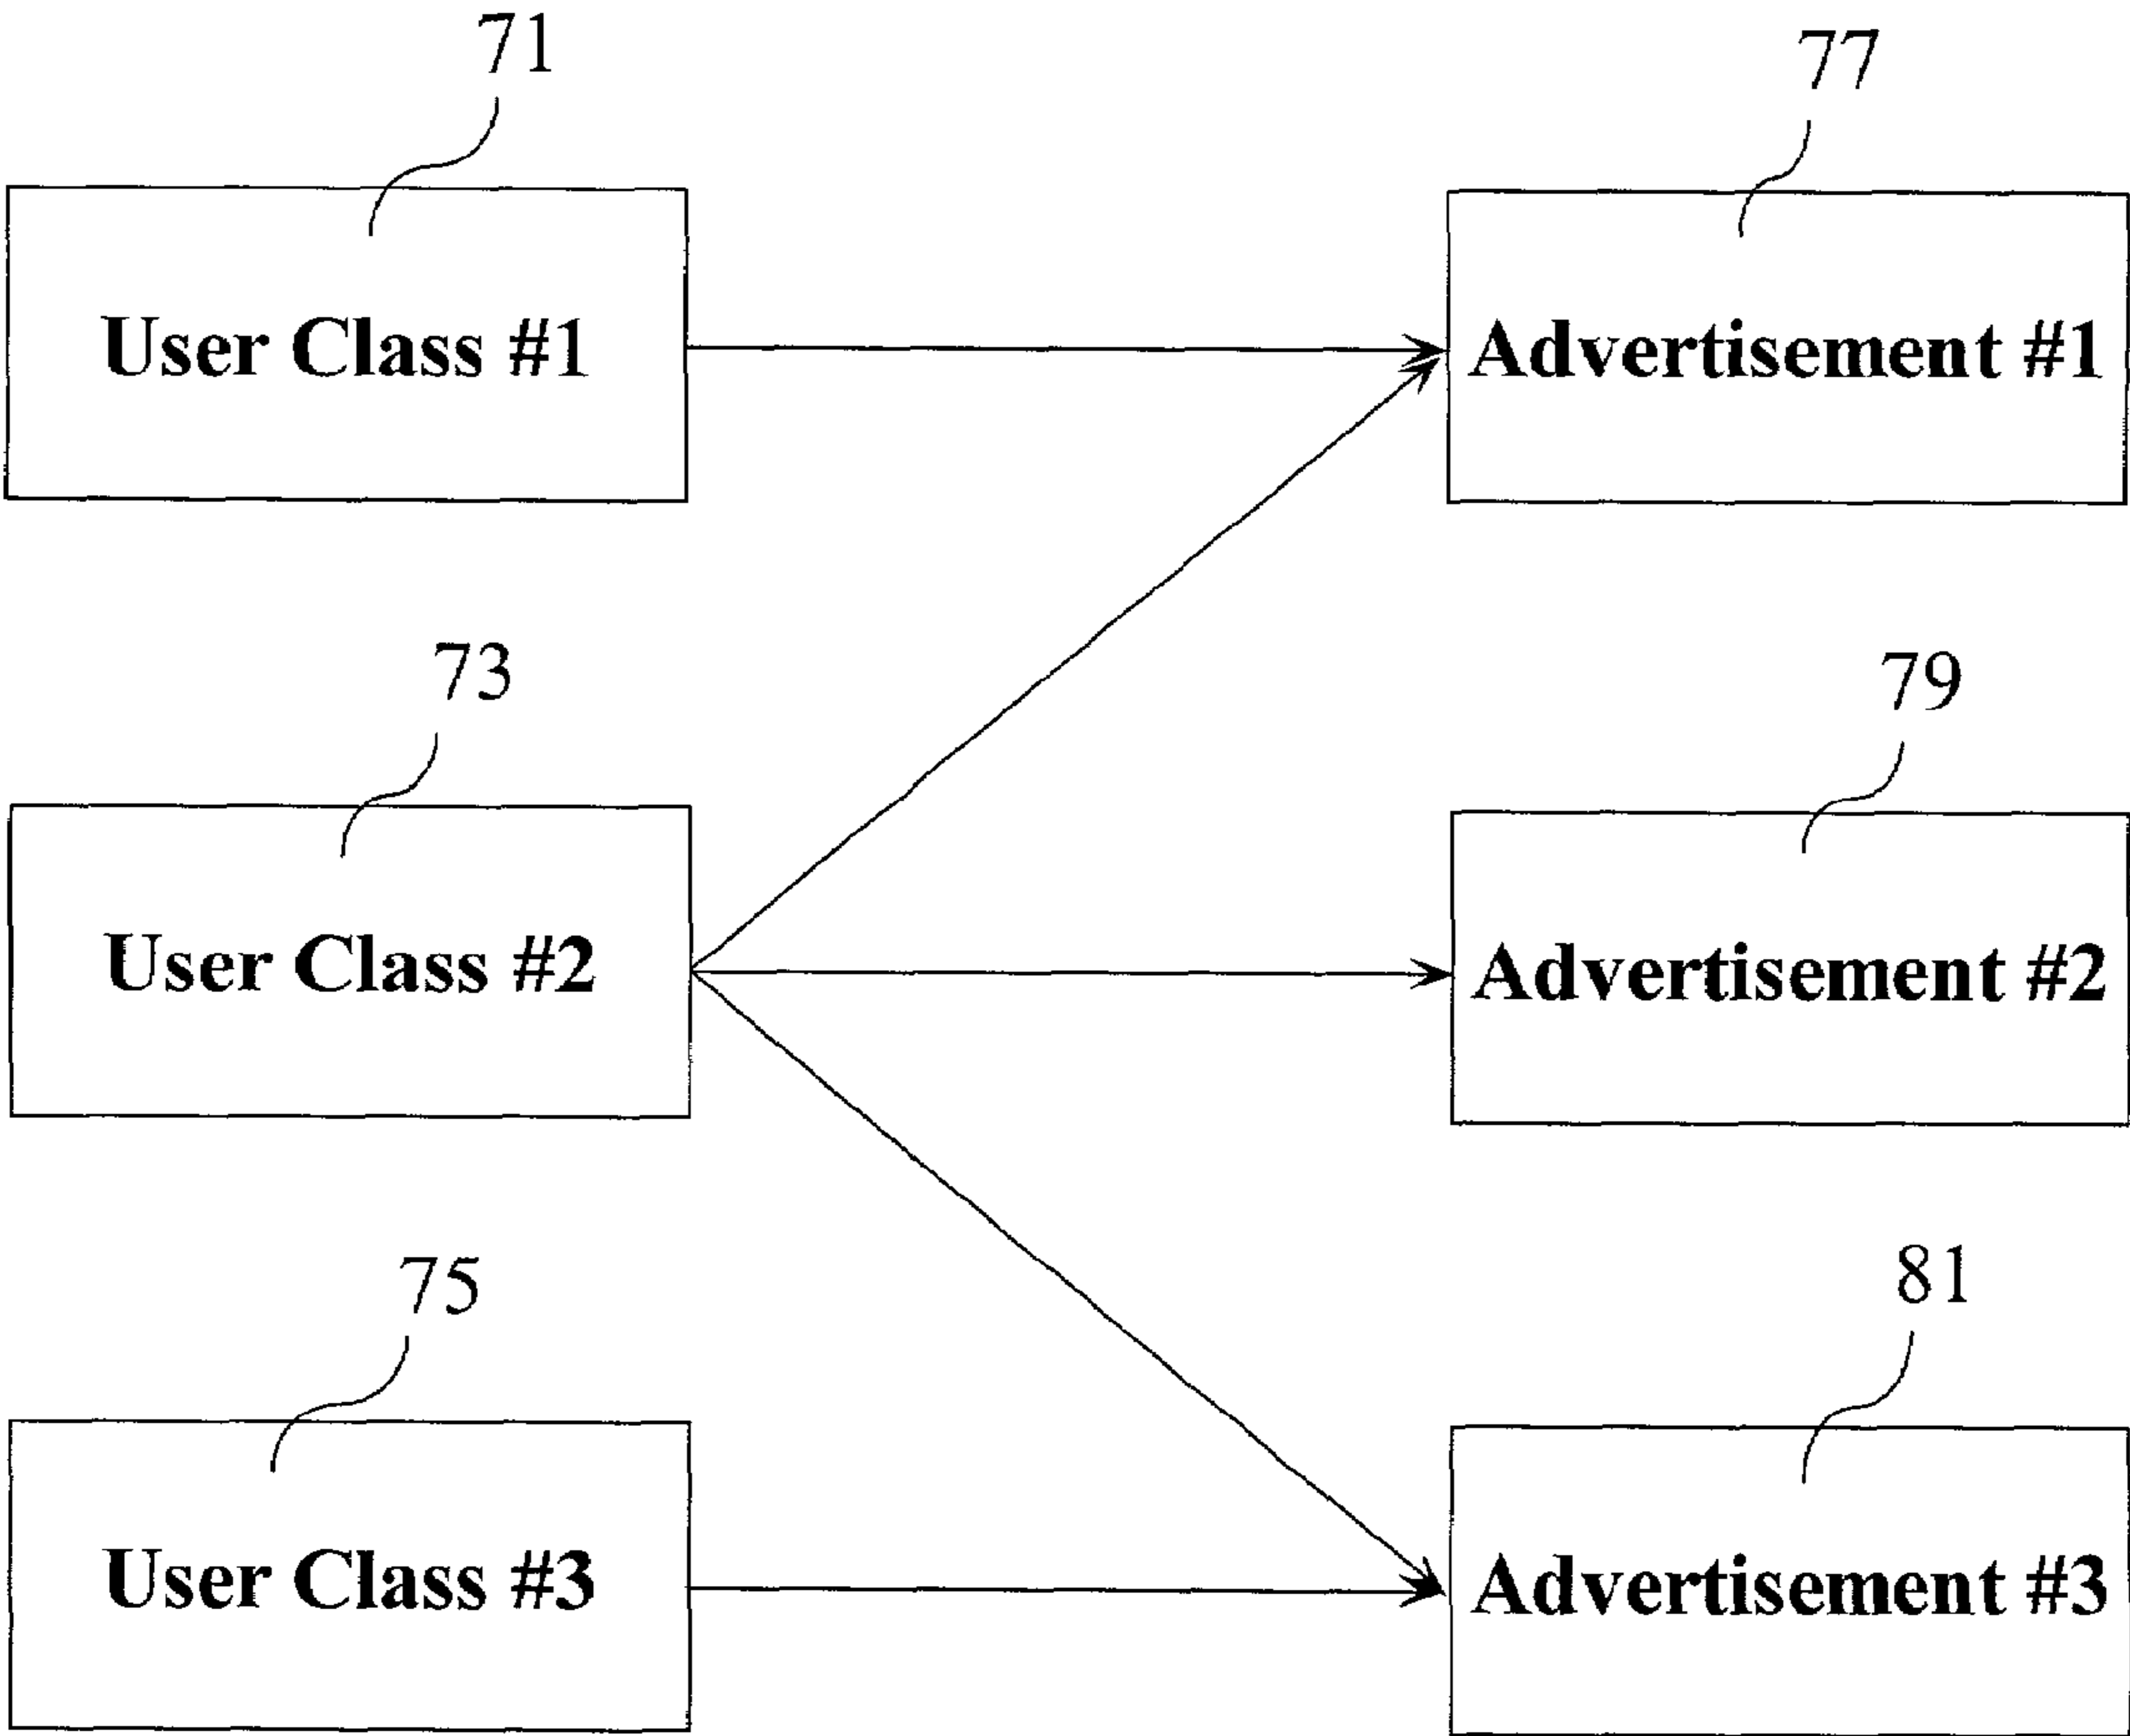 71
77
User Class #1
Advertisement #1
73
79
User Class #2
Advertisement #2
75
81
User Class #3
Advertisement #3